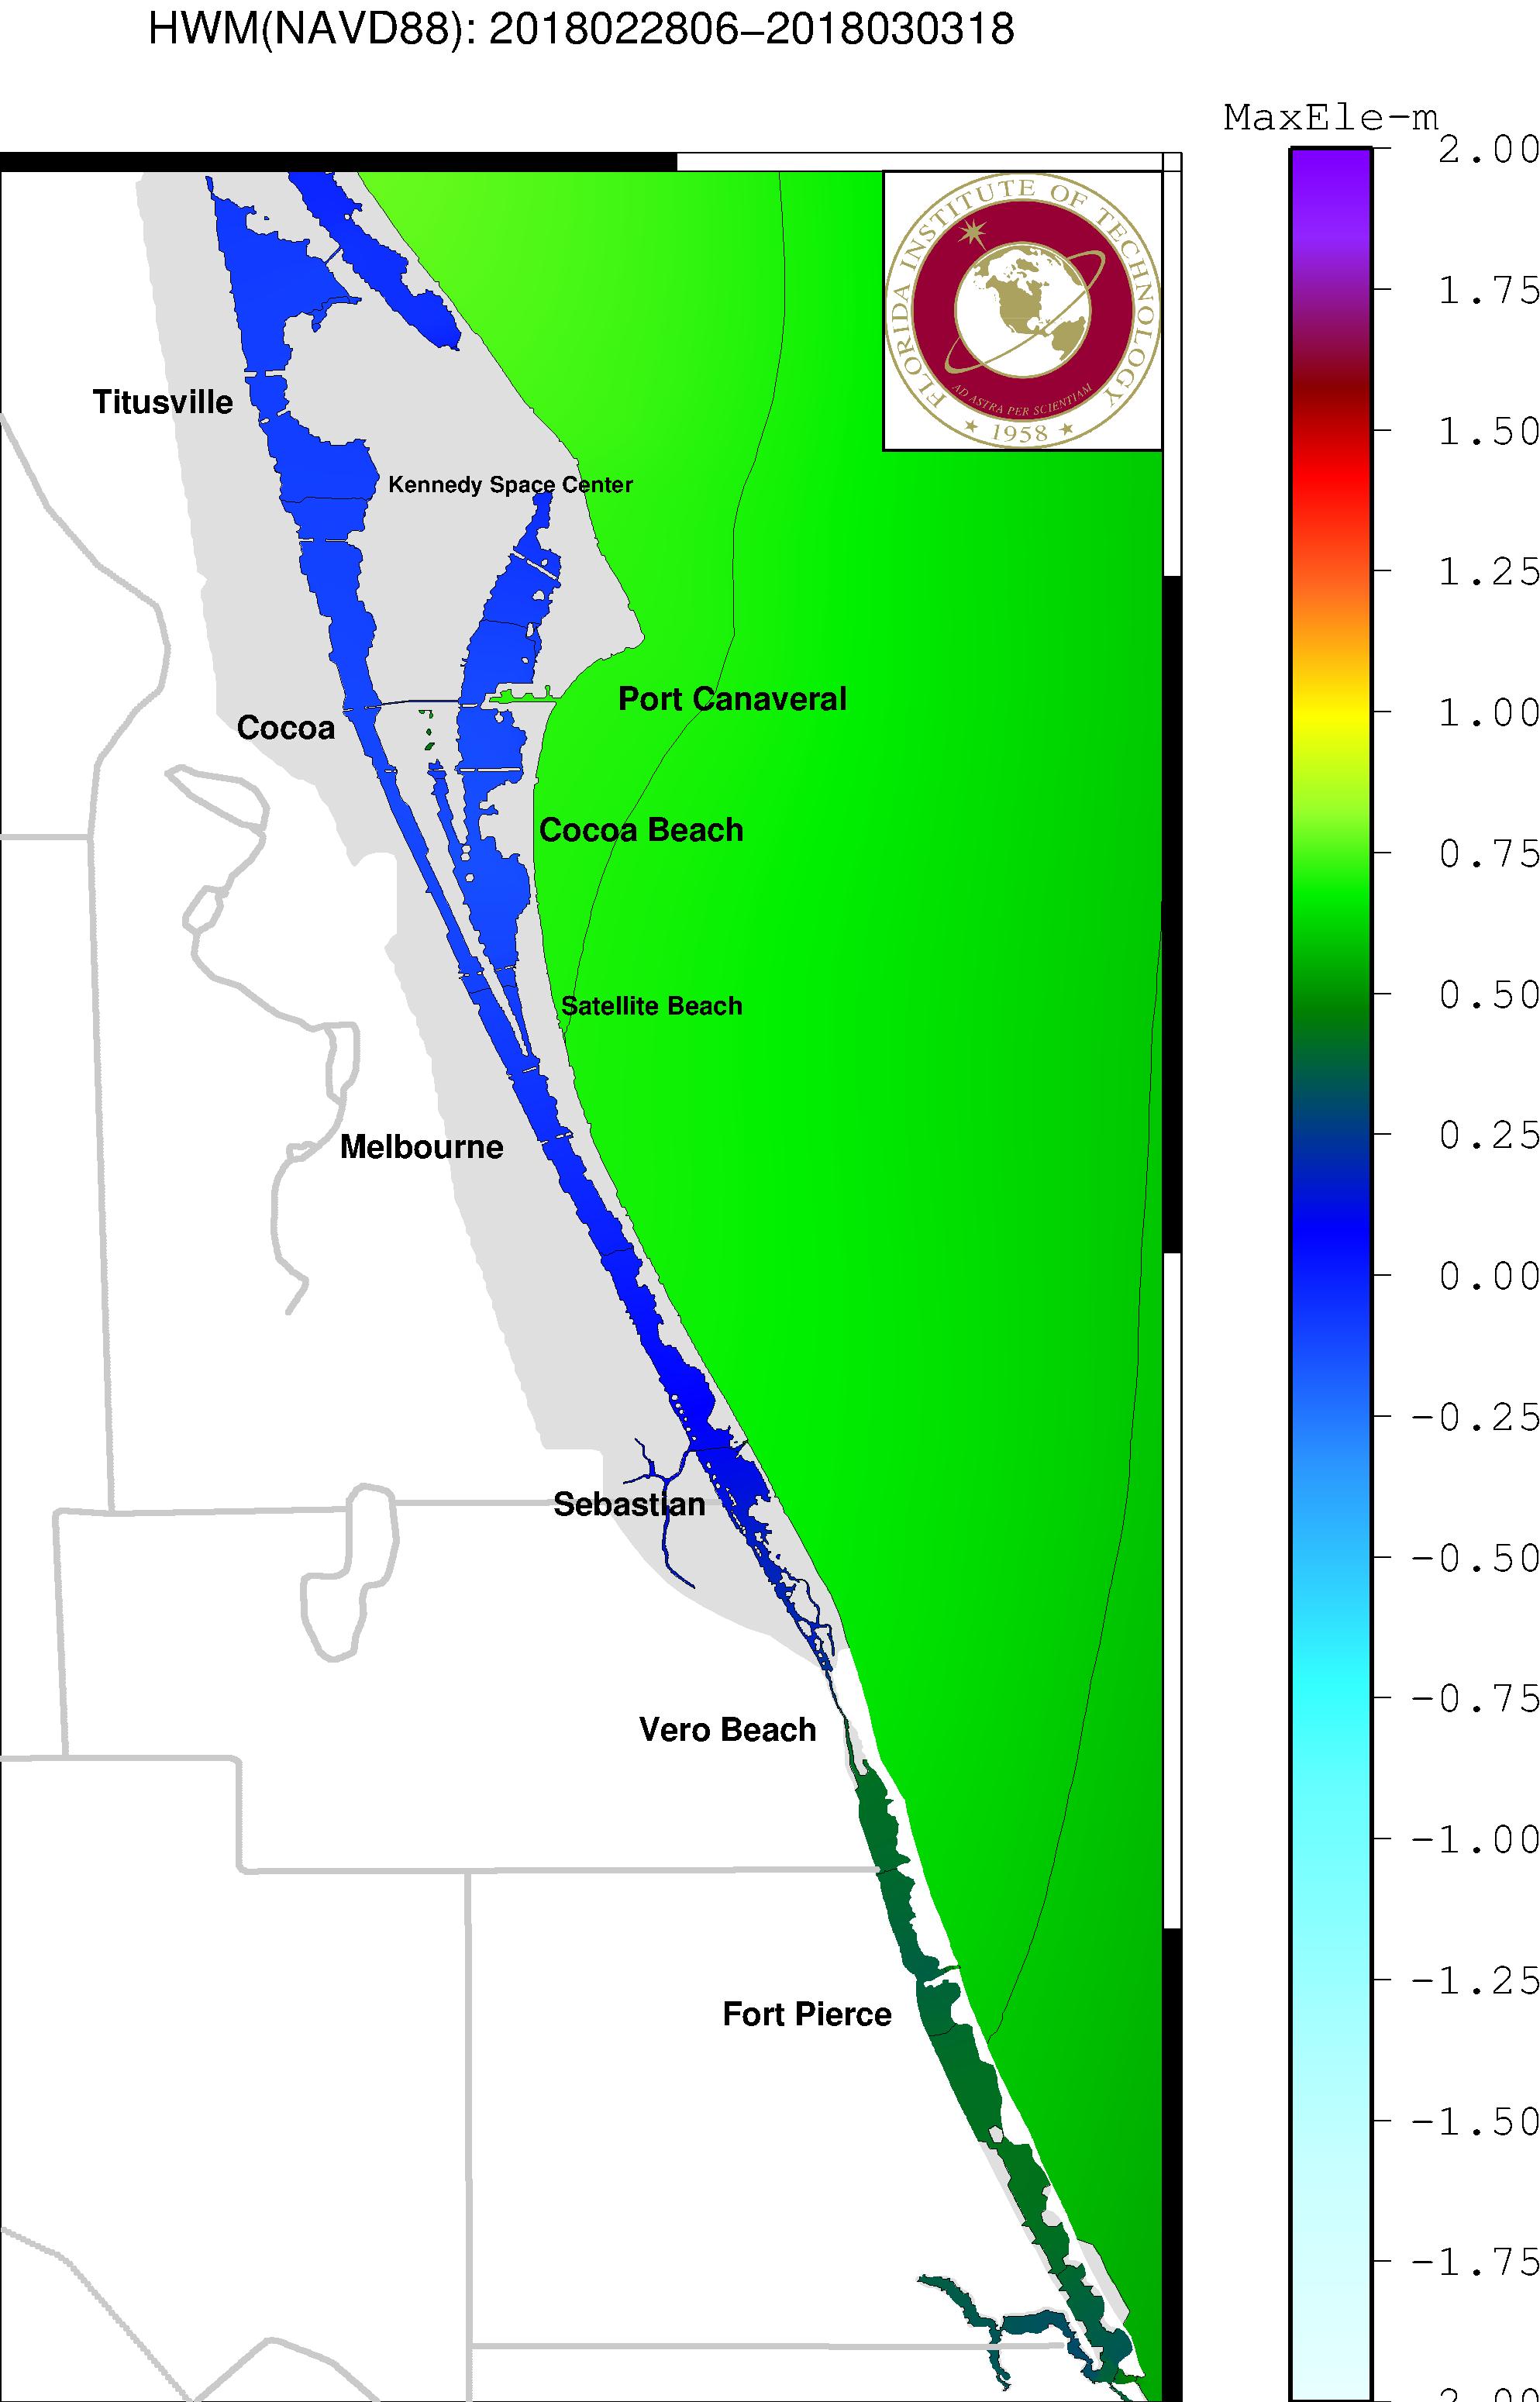 HWM(NAVD88): 2018022806−2018030318
MaxEle−m
2.00
1.75
1.50
1.25
1.00
0.75
0.50
0.25
0.00
−0.25
−0.50
−0.75
−1.00
−1.25
−1.50
−1.75
2.00
FLORIDA INSTITUTE OF TECHNOLOGY
AD ASTRA PER SCIENTIAM
1958
Titusville
Kennedy Space Center
Port Canaveral
Cocoa
Cocoa Beach
Satellite Beach
Melbourne
Sebastian
Vero Beach
Fort Pierce